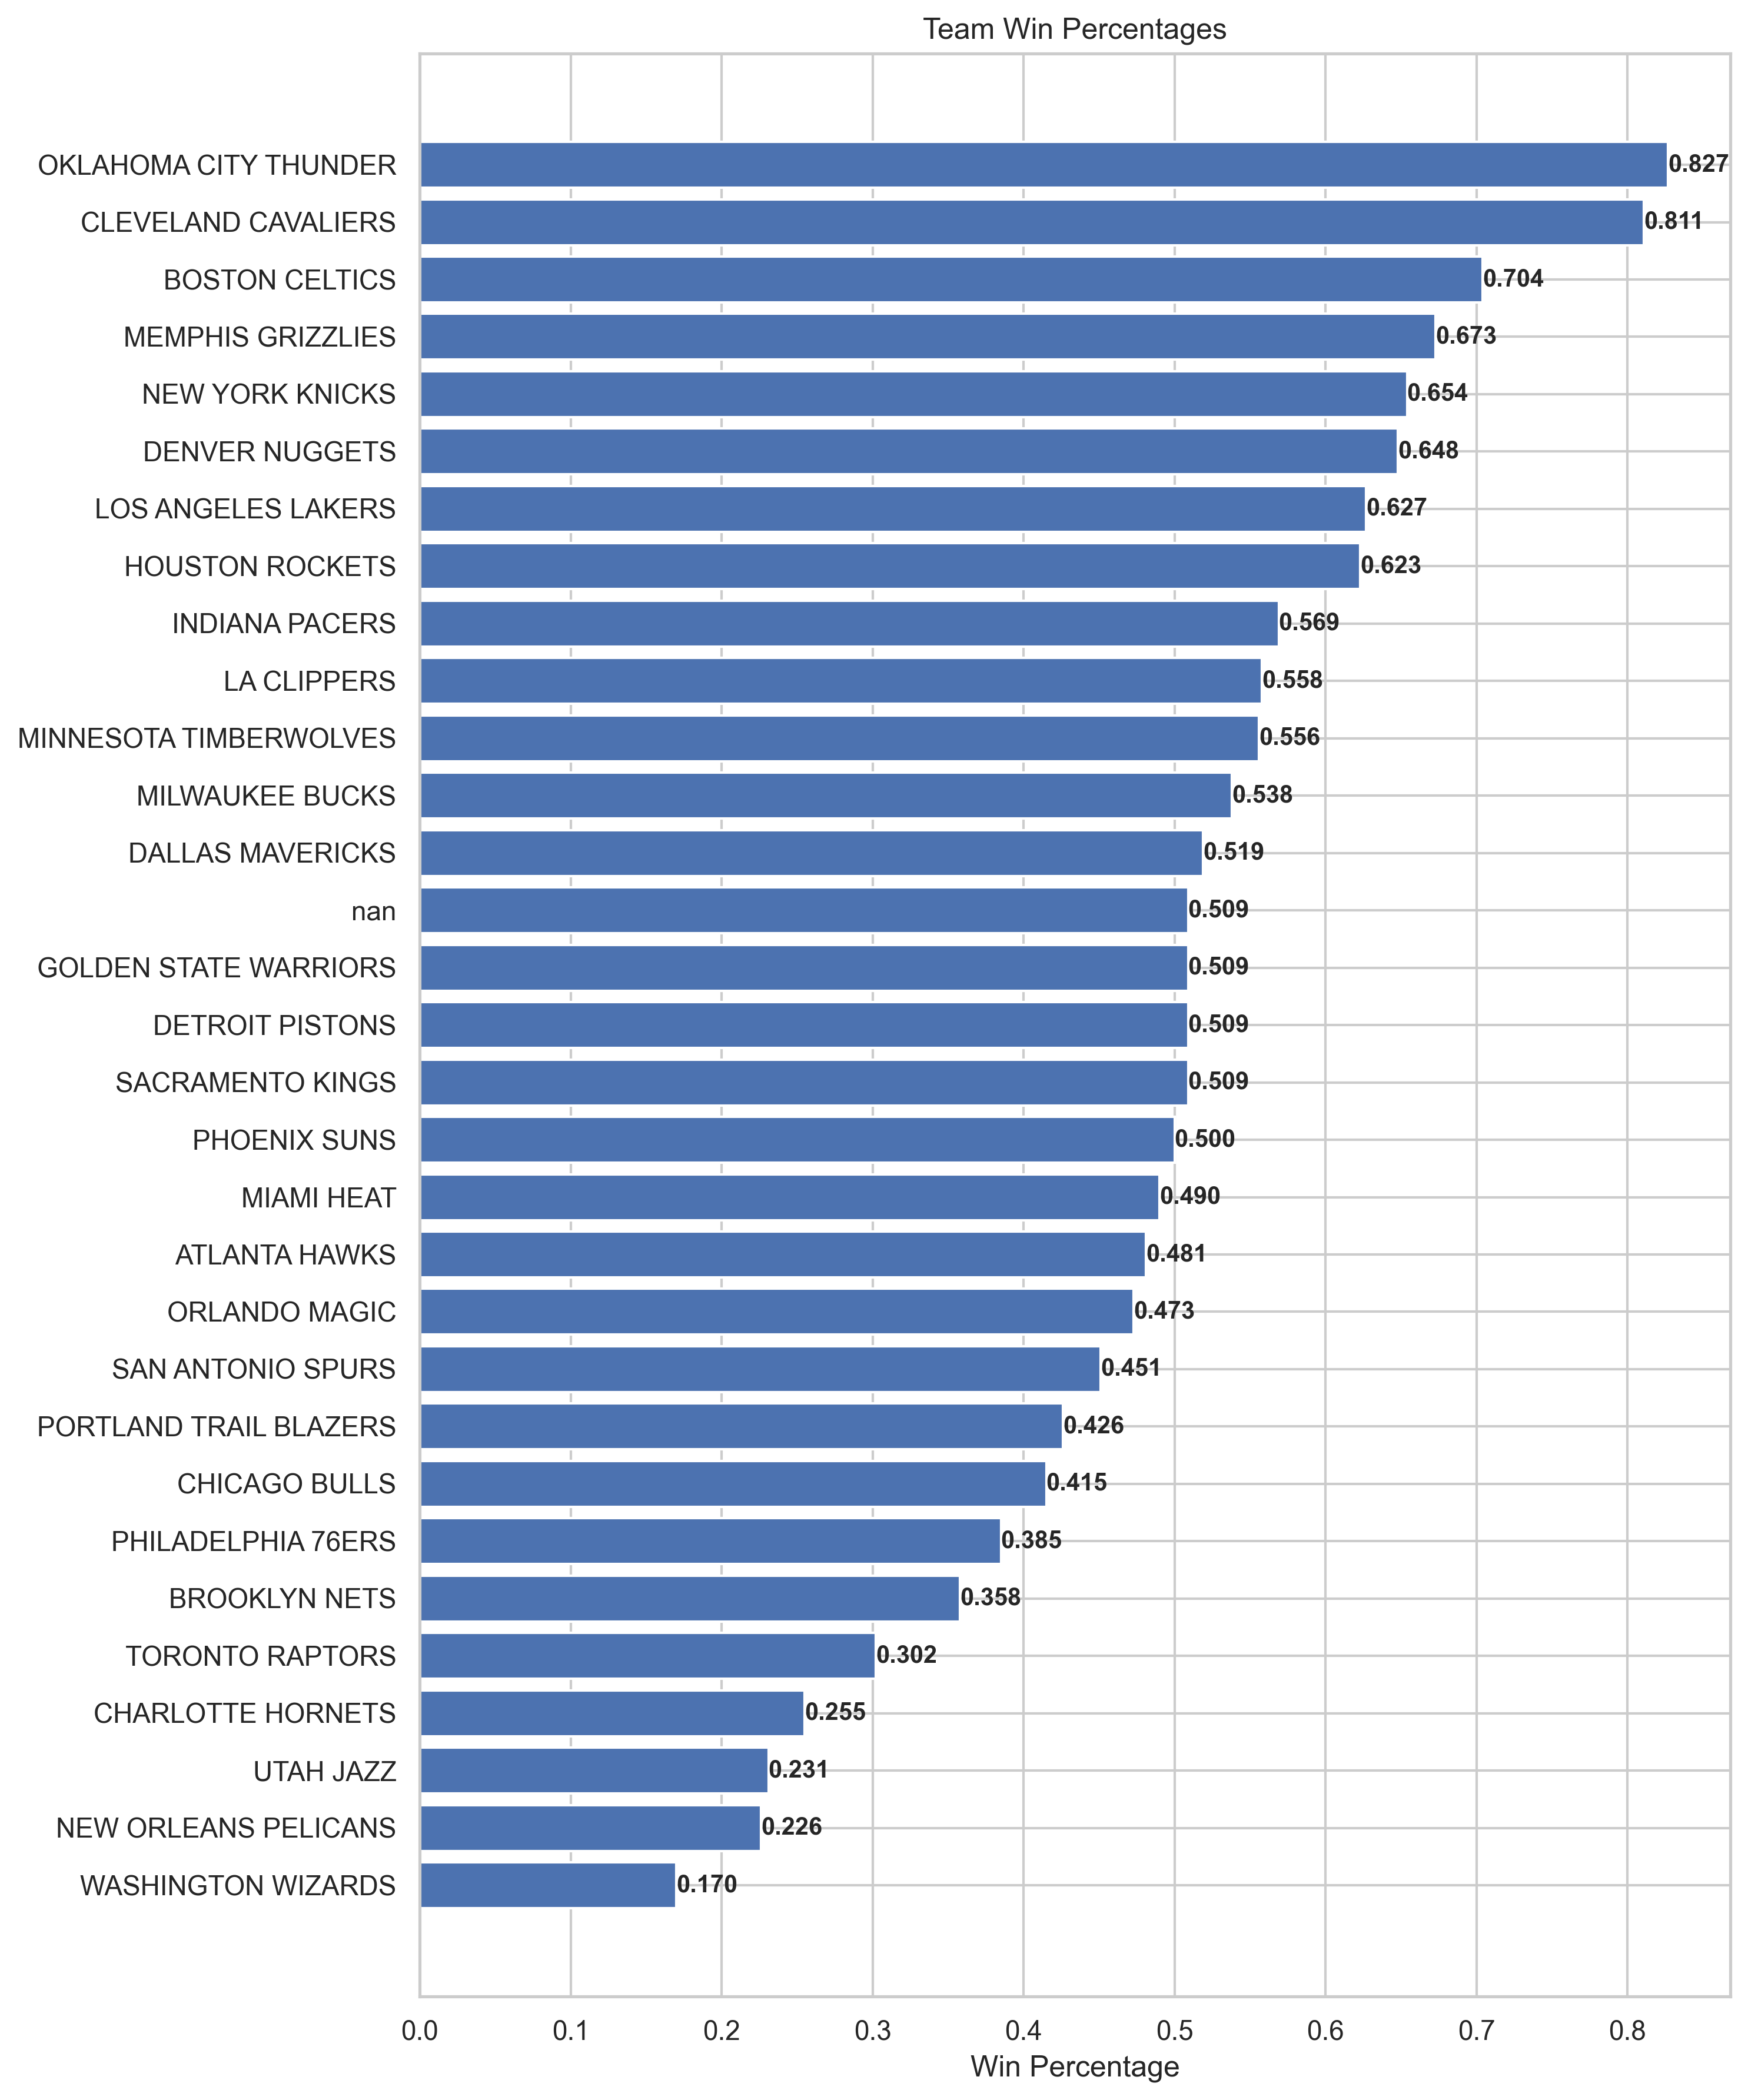 Team Win Percentages
OKLAHOMA CITY THUNDER 0.827
CLEVELAND CAVALIERS 0.811
BOSTON CELTICS 0.704
MEMPHIS GRIZZLIES 0.673
NEW YORK KNICKS 0.654
DENVER NUGGETS 0.648
LOS ANGELES LAKERS 0.627
HOUSTON ROCKETS 0.623
INDIANA PACERS 0.569
LA CLIPPERS 0.558
MINNESOTA TIMBERWOLVES 0.556
MILWAUKEE BUCKS 0.538
DALLAS MAVERICKS 0.519
nan 0.509
GOLDEN STATE WARRIORS 0.509
DETROIT PISTONS 0.509
SACRAMENTO KINGS 0.509
PHOENIX SUNS 0.500
MIAMI HEAT 0.490
ATLANTA HAWKS 0.481
ORLANDO MAGIC 0.473
SAN ANTONIO SPURS 0.451
PORTLAND TRAIL BLAZERS 0.426
CHICAGO BULLS 0.415
PHILADELPHIA 76ERS 0.385
BROOKLYN NETS 0.358
TORONTO RAPTORS 0.302
CHARLOTTE HORNETS 0.255
UTAH JAZZ 0.231
NEW ORLEANS PELICANS 0.226
WASHINGTON WIZARDS 0.170
0.0 0.1 0.2 0.3 0.4 0.5 0.6 0.7 0.8
Win Percentage